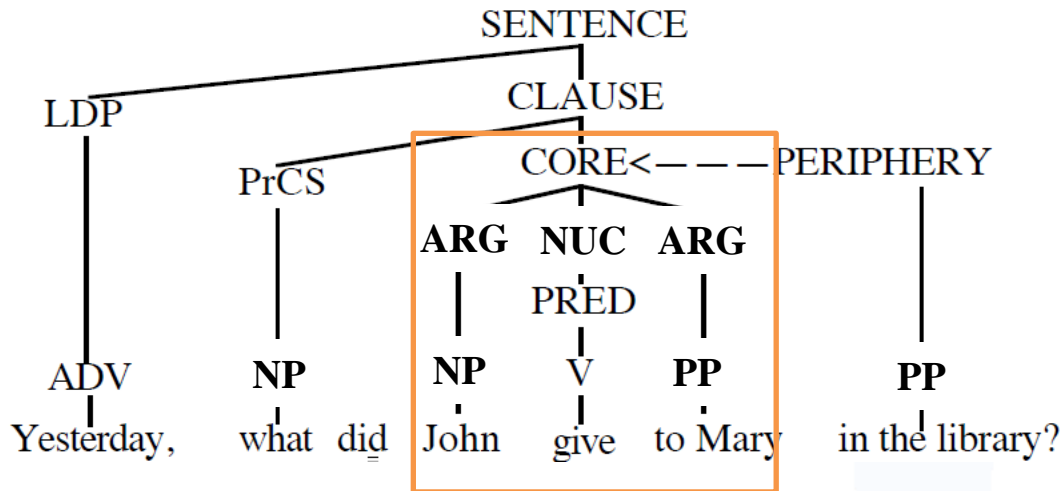 SENTENCE
LDP CLAUSE
PrCS CORE<− − −PERIPHERY
ARG NUC ARG
PRED
ADV NP NP V PP PP
Yesterday, what did John give to Mary in the library?